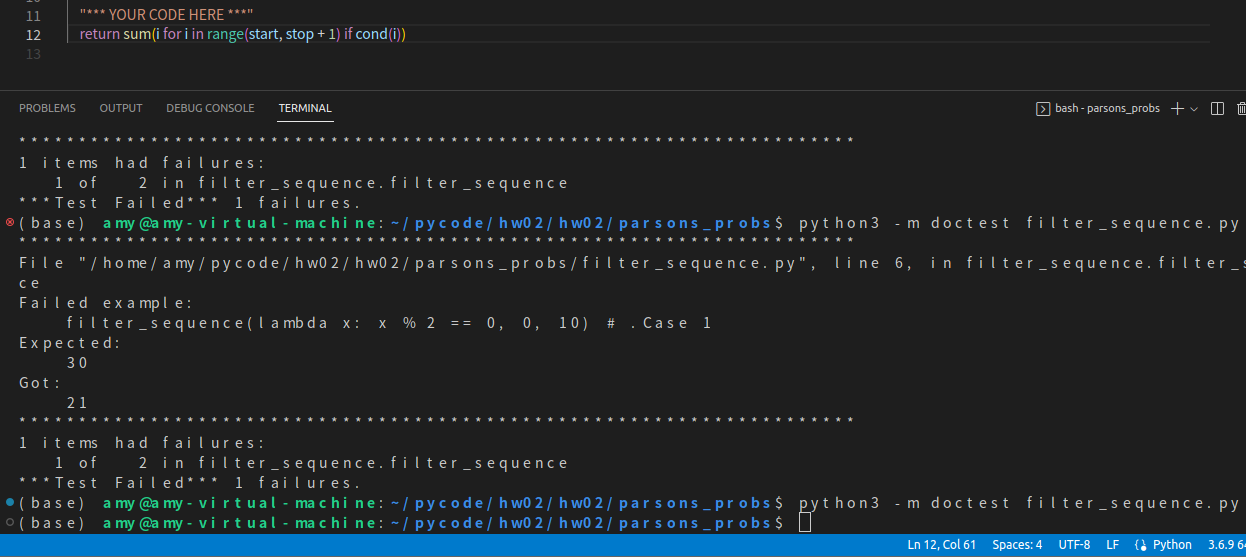 11 "*** YOUR CODE HERE ***"
12 return sum(i for i in range(start, stop + 1) if cond(i))
13
PROBLEMS OUTPUT DEBUG CONSOLE TERMINAL bash - parsons_probs
**********************************************************************
1 items had failures:
1 of 2 in filter_sequence.filter_sequence
***Test Failed*** 1 failures.
(base) amy@amy-virtual-machine:~/pycode/hw02/hw02/parsons_probs$ python3 -m doctest filter_sequence.py
**********************************************************************
File "/home/amy/pycode/hw02/hw02/parsons_probs/filter_sequence.py", line 6, in filter_sequence.filter_s
ce
Failed example:
filter_sequence(lambda x: x % 2 == 0, 0, 10) # .Case 1
Expected:
30
Got:
21
**********************************************************************
1 items had failures:
1 of 2 in filter_sequence.filter_sequence
***Test Failed*** 1 failures.
(base) amy@amy-virtual-machine:~/pycode/hw02/hw02/parsons_probs$ python3 -m doctest filter_sequence.py
(base) amy@amy-virtual-machine:~/pycode/hw02/hw02/parsons_probs$
Ln 12, Col 61 Spaces: 4 UTF-8 LF Python 3.6.9 64